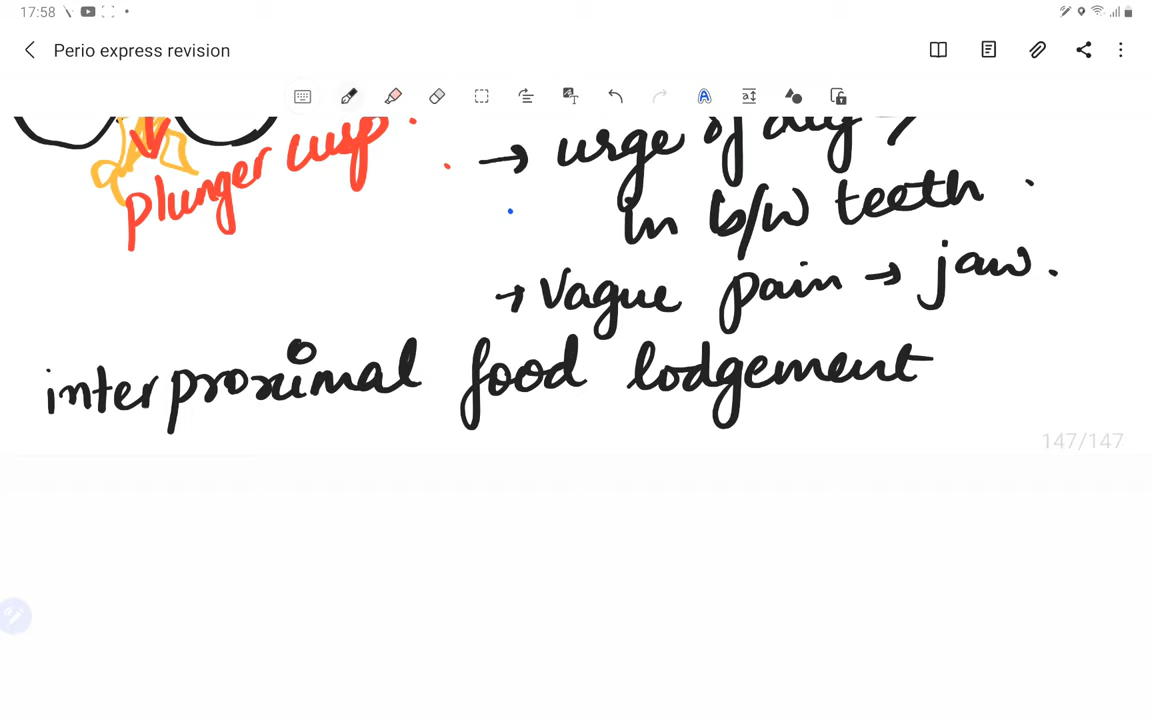 17:58
Perio express revision
plunger cusp.
→ urge of
in b/w teeth.
→ Vague pain → jaw.
interproximal food lodgement
147/147